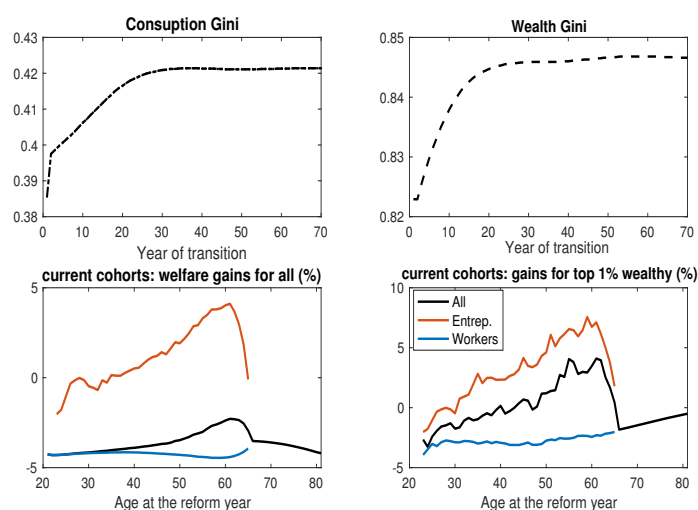 Consuption Gini
0.43
0.42
0.41
0.4
0.39
0.38
0 10 20 30 40 50 60 70
Year of transition
Wealth Gini
0.85
0.84
0.83
0.82
0 10 20 30 40 50 60 70
Year of transition
current cohorts: welfare gains for all (%)
5
0
-5
20 30 40 50 60 70 80
Age at the reform year
current cohorts: gains for top 1% wealthy (%)
10
5
0
-5
All
Entrep.
Workers
20 30 40 50 60 70 80
Age at the reform year